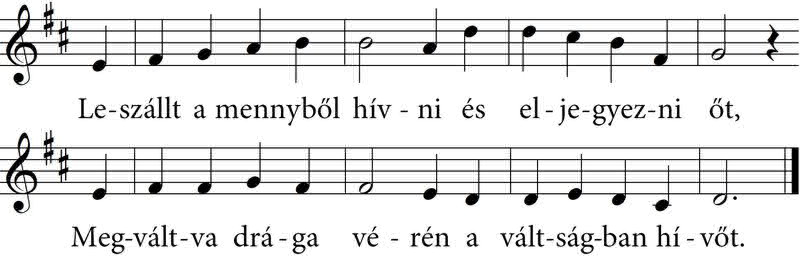 Le-szállt a mennyből hív - ni és el - je-gyez-ni őt,
Meg-vált-va drá - ga vé - rén a vált-ság-ban hí - vőt.